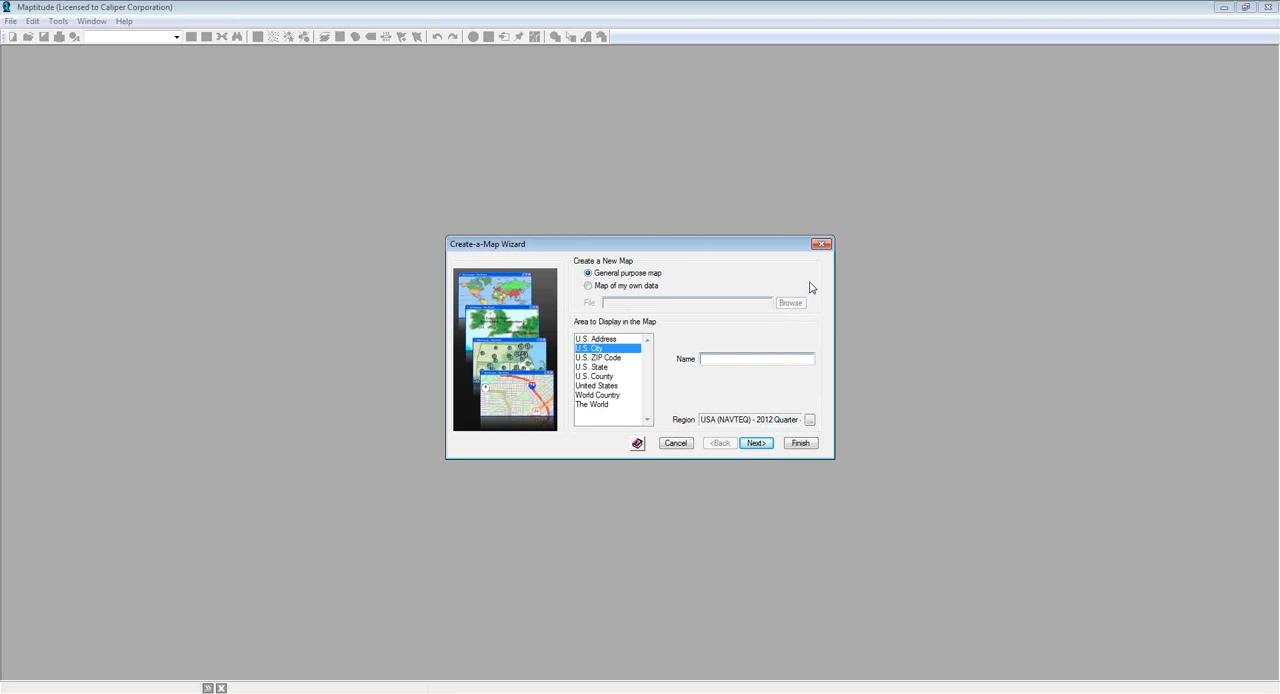 Maptitude (Licensed to Caliper Corporation)
File Edit Tools Window Help
Create-a-Map Wizard
Create a New Map
General purpose map
Map of my own data
File Browse
Area to Display in the Map
U.S. Address
U.S. City
U.S. ZIP Code
U.S. State
U.S. County
United States
World Country
The World
Name
Region USA (NAVTEQ) - 2012 Quarter
Cancel <Back Next> Finish